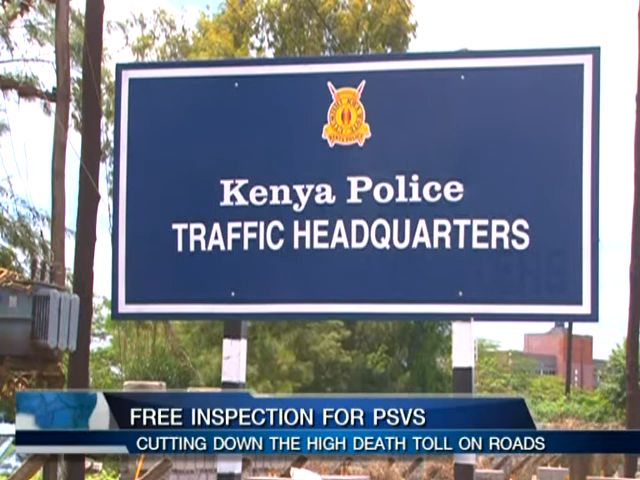 Kenya Police
TRAFFIC HEADQUARTERS
FREE INSPECTION FOR PSVS
CUTTING DOWN THE HIGH DEATH TOLL ON ROADS